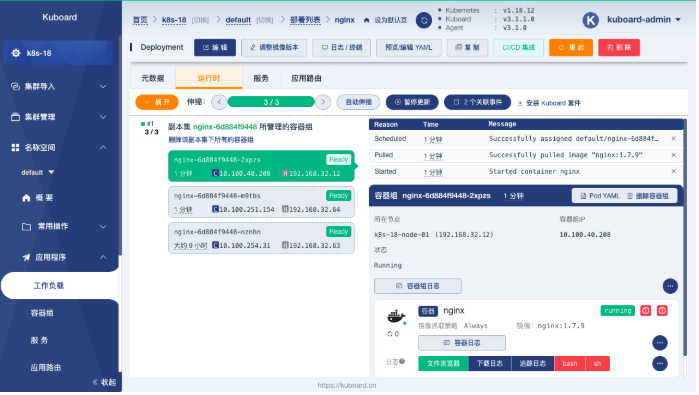 Kuboard
首页 > k8s-18 [切换] > default [切换] > 部署列表 > nginx 设为默认页
Kubernetes : v1.18.12
Kuboard : v3.1.1.0
Agent : v3.1.0
K kuboard-admin
k8s-18
集群导入
集群管理
名称空间
default
概 要
常用操作
应用程序
工作负载
容器组
服 务
应用路由
« 收起
Deployment 编 辑 调整镜像版本 日志 / 终端 预览/编辑 YAML 复 制 CI/CD 集成 重 启 删 除
元数据 运行时 服务 应用路由
展 开 伸缩: 3 / 3 自动伸缩 暂停更新 2 个关联事件 安装 Kuboard 套件
#1
3 / 3
副本集 nginx-6d884f9448 所管理的容器组
删除该副本集下所有的容器组
nginx-6d884f9448-2xpzs Ready
1 分钟 C 10.100.40.208 H 192.168.32.12
nginx-6d884f9448-m9tbs Ready
1 分钟 C 10.100.251.154 H 192.168.32.64
nginx-6d884f9448-nznhn Ready
大约 9 小时 C 10.100.254.31 H 192.168.32.63
Reason Time Message
Scheduled 1 分钟 Successfully assigned default/nginx-6d884f…
Pulled 1 分钟 Successfully pulled image "nginx:1.7.9"
Started 1 分钟 Started container nginx
容器组 nginx-6d884f9448-2xpzs 1 分钟 Pod YAML 删除容器组
所在节点 容器组IP
k8s-18-node-01 (192.168.32.12) 10.100.40.208
状态
Running
容器组日志
容器 nginx running
镜像抓取策略: Always 镜像: nginx:1.7.9
0
容器日志
日志 文件浏览器 下载日志 追踪日志 bash sh
https://kuboard.cn